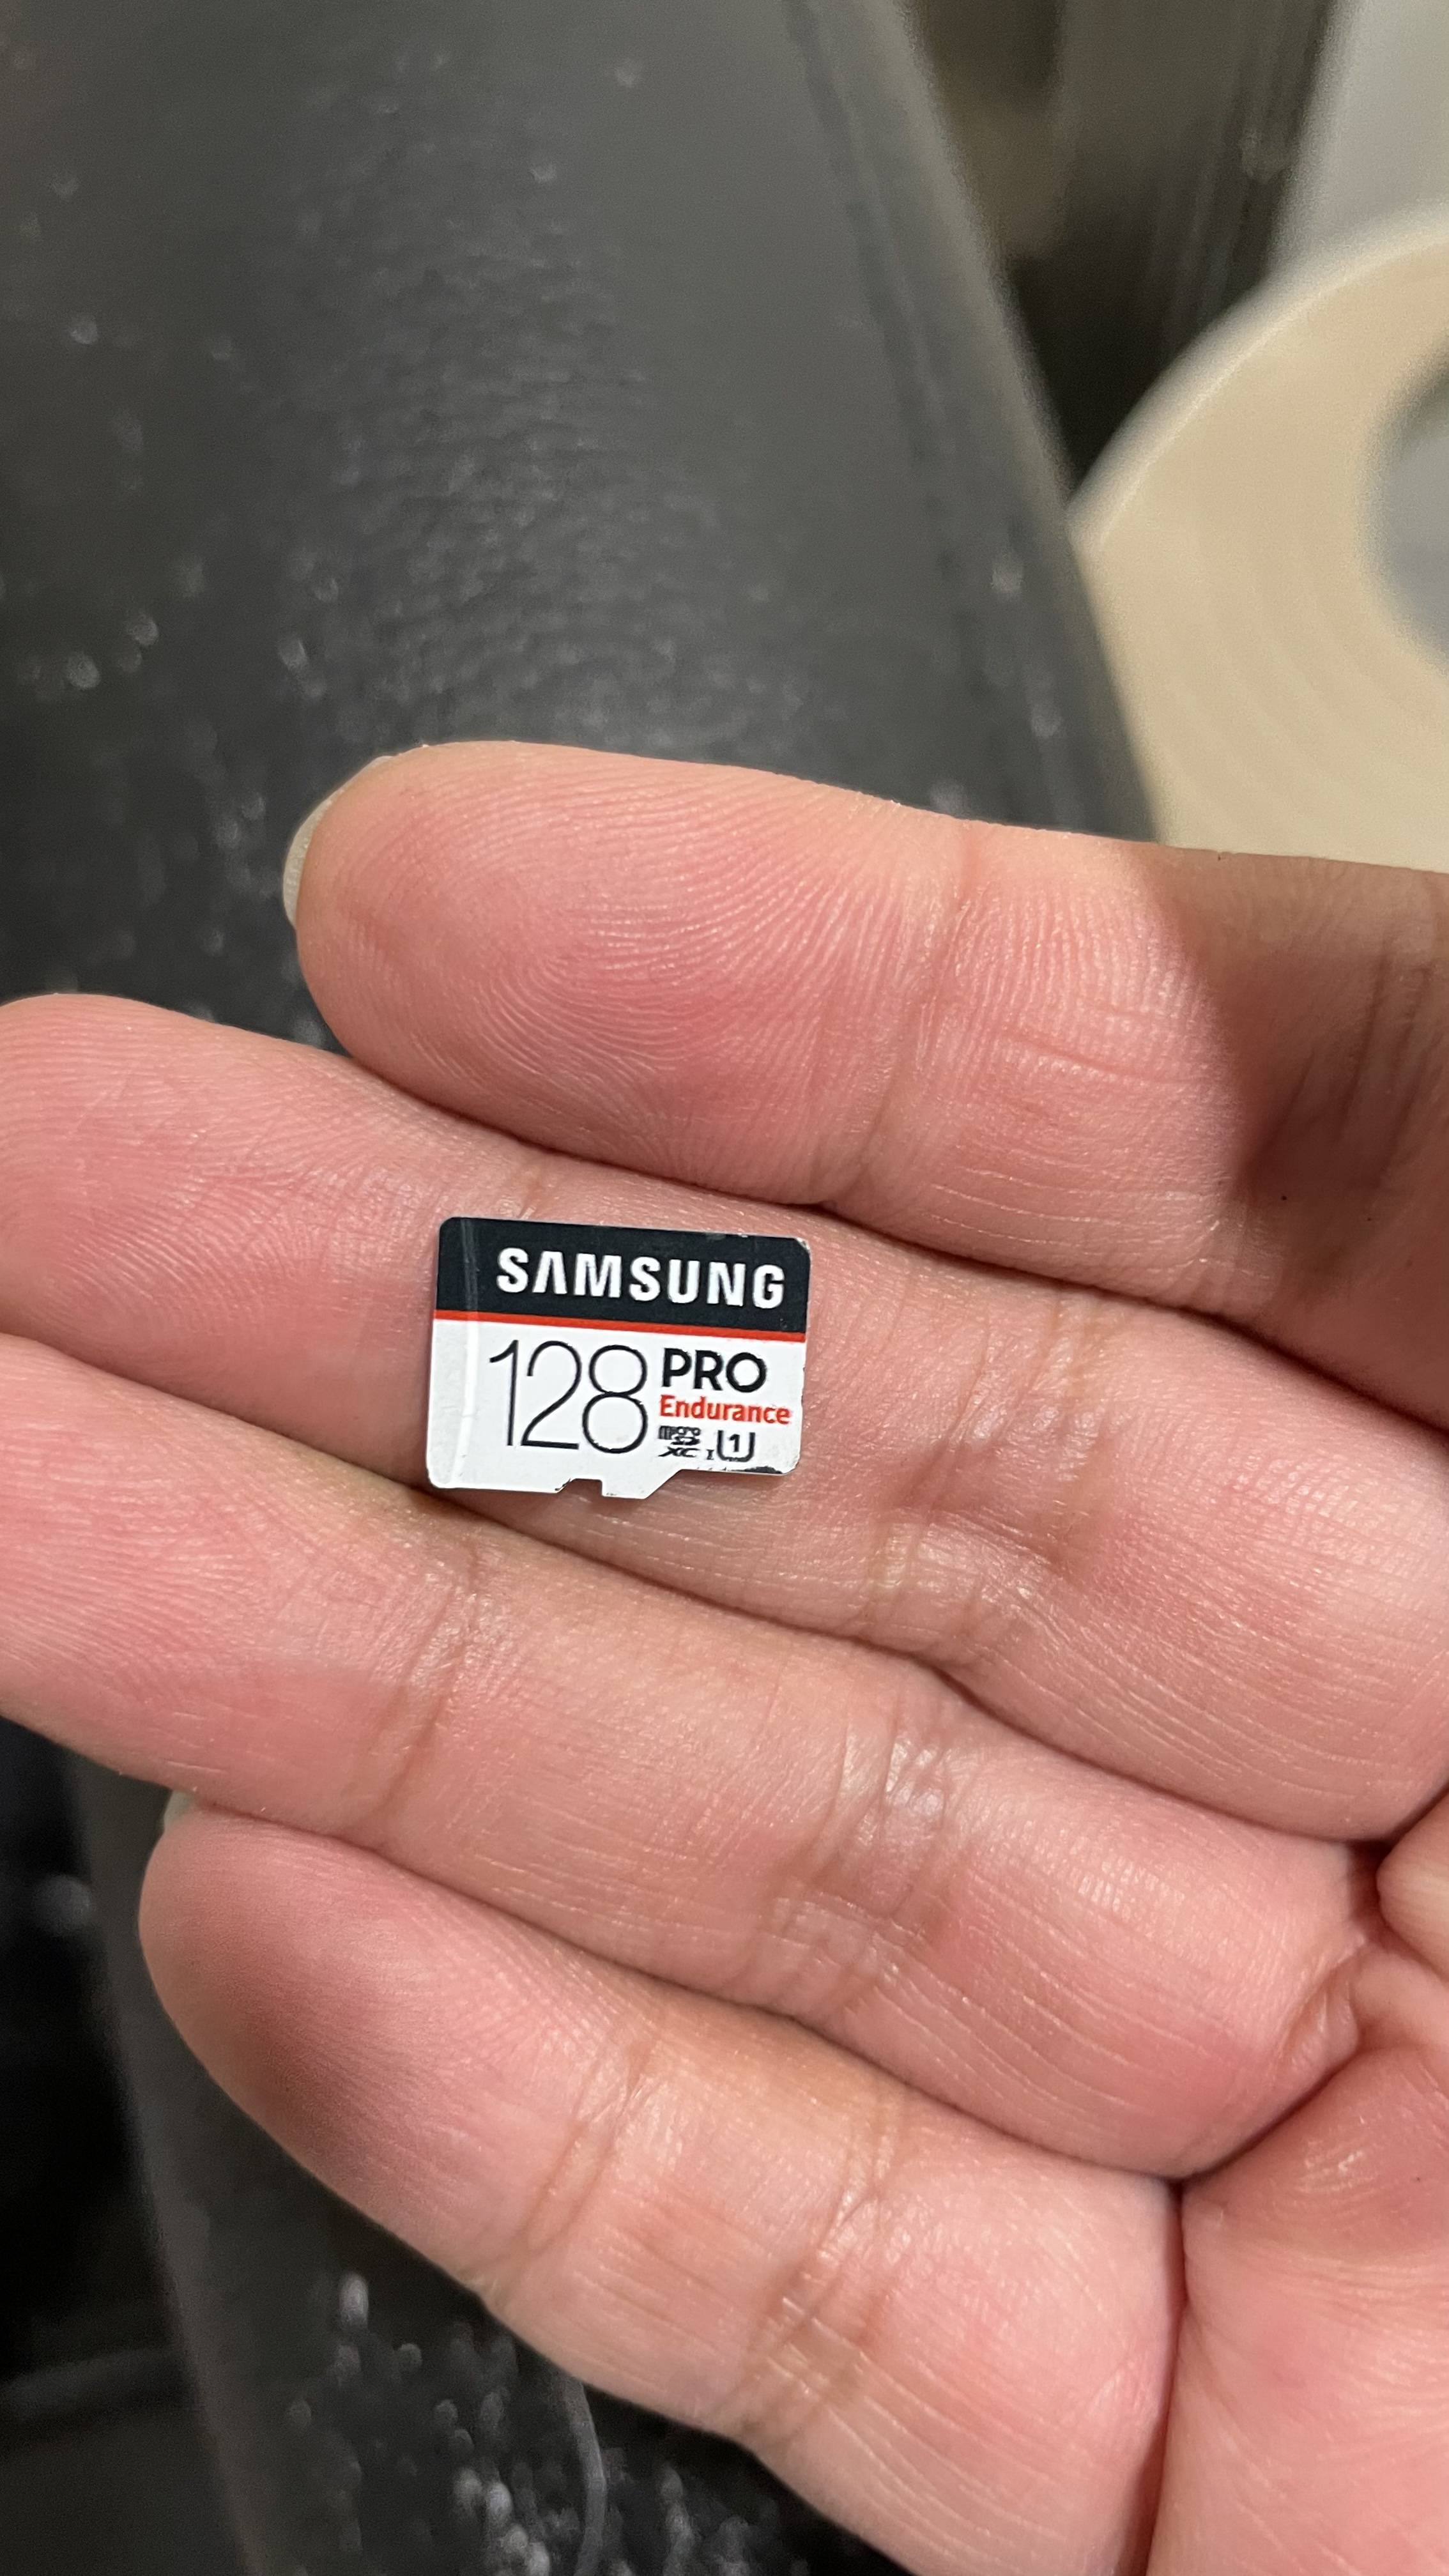 SAMSUNG
128 PRO
Endurance
micro
SD
XC I U1